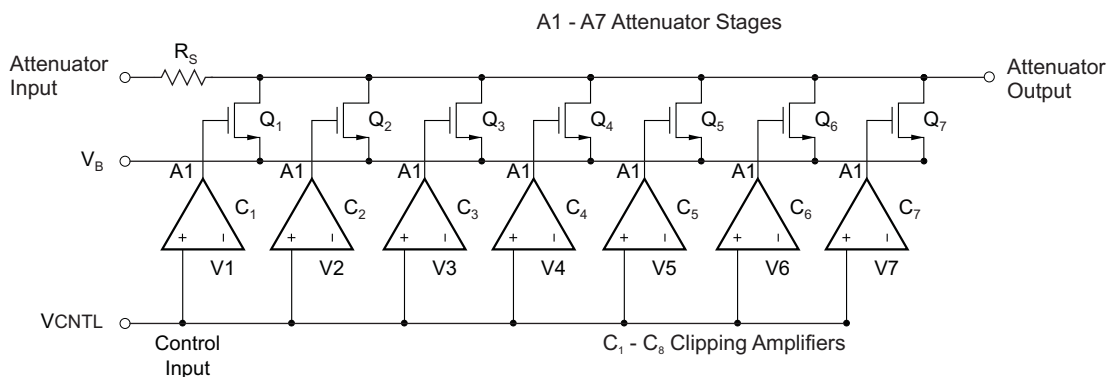 A1 - A7 Attenuator Stages
Attenuator
Input
RS
Attenuator
Output
Q1
Q2
Q3
Q4
Q5
Q6
Q7
VB
A1
A1
A1
A1
A1
A1
A1
C1
C2
C3
C4
C5
C6
C7
+ - + - + - + - + - + - + -
V1
V2
V3
V4
V5
V6
V7
VCNTL
Control
Input
C1 - C8 Clipping Amplifiers